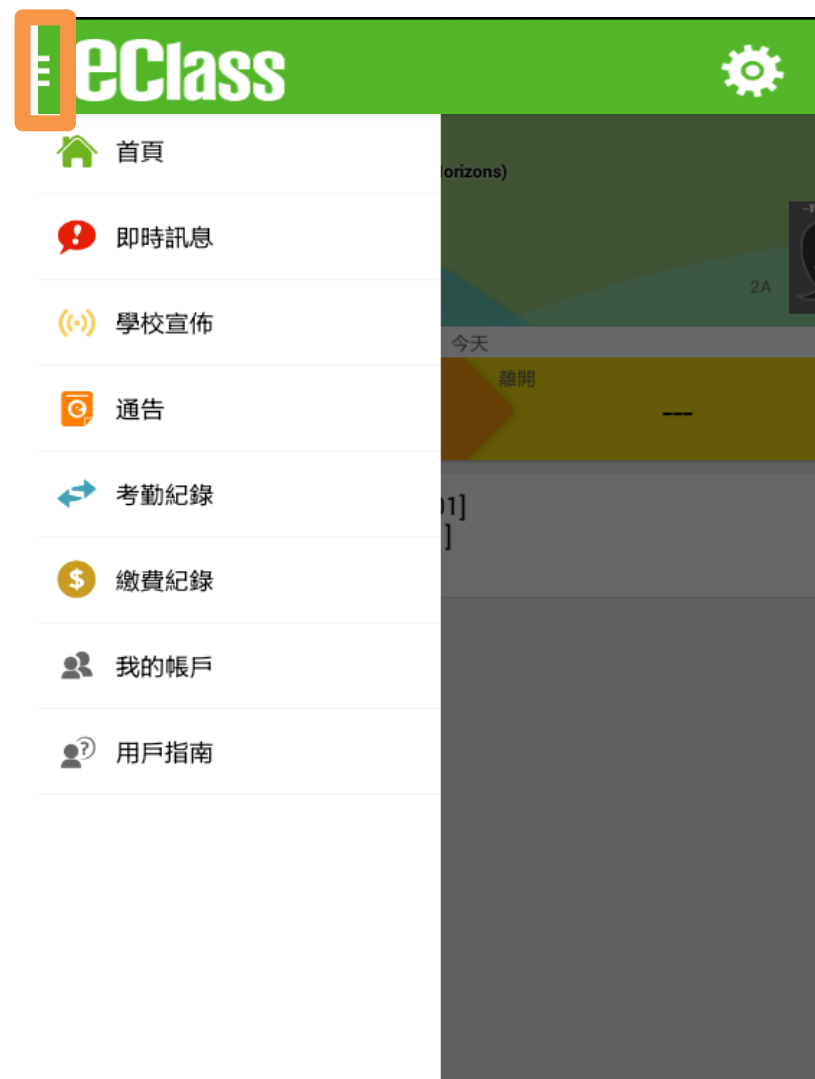 eClass
首頁
即時訊息
學校宣佈
通告
考勤紀錄
繳費紀錄
我的帳戶
用戶指南
orizons)
2A
今天
離開
---
01]
]